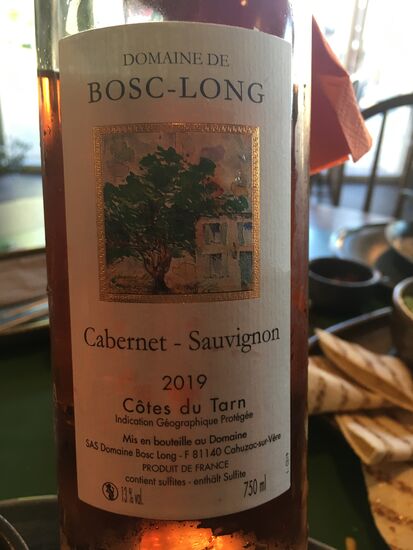 DOMAINE DE
BOSC-LONG
Cabernet - Sauvignon
2019
Côtes du Tarn
Indication Géographique Protégée
Mis en bouteille au Domaine
SAS Domaine Bosc Long - F 81140 Cahuzac-sur-Vère
PRODUIT DE FRANCE
contient sulfites - enthält Sulfite
13 % vol. 750 ml